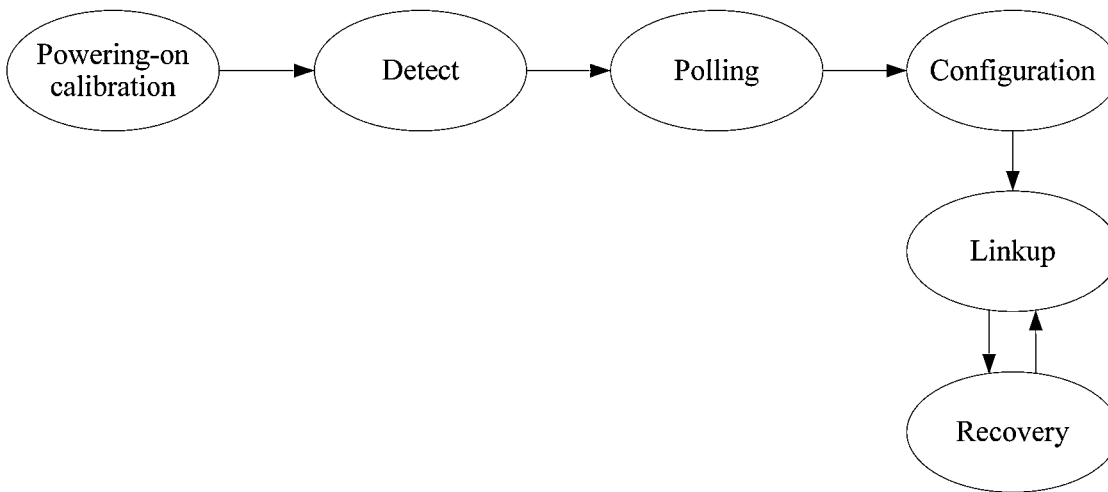 Powering-on
calibration
Detect
Polling
Configuration
Linkup
Recovery